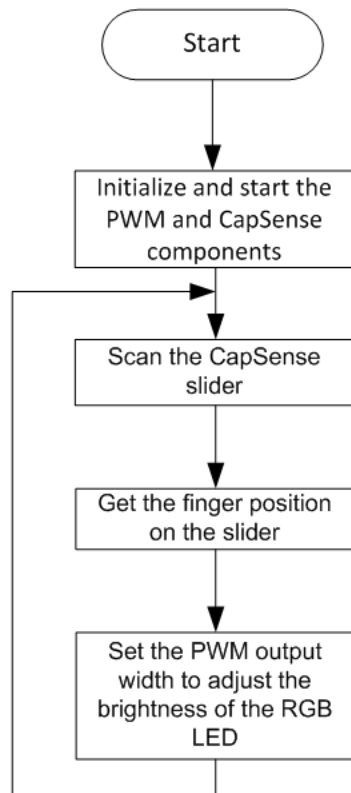 Start
Initialize and start the
PWM and CapSense
components
Scan the CapSense
slider
Get the finger position
on the slider
Set the PWM output
width to adjust the
brightness of the RGB
LED